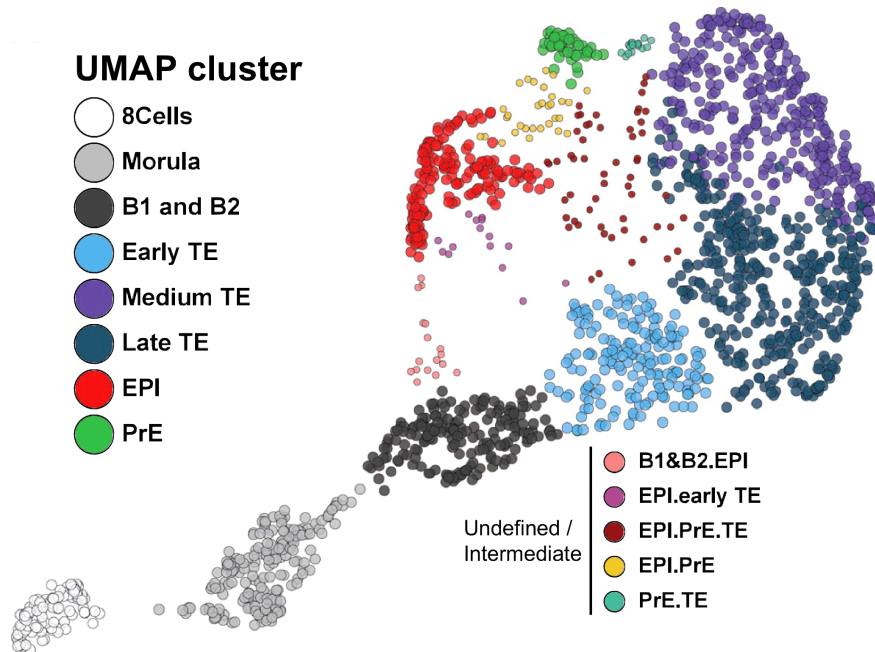 UMAP cluster
8Cells
Morula
B1 and B2
Early TE
Medium TE
Late TE
EPI
PrE
Undefined /
Intermediate
B1&B2.EPI
EPI.early TE
EPI.PrE.TE
EPI.PrE
PrE.TE